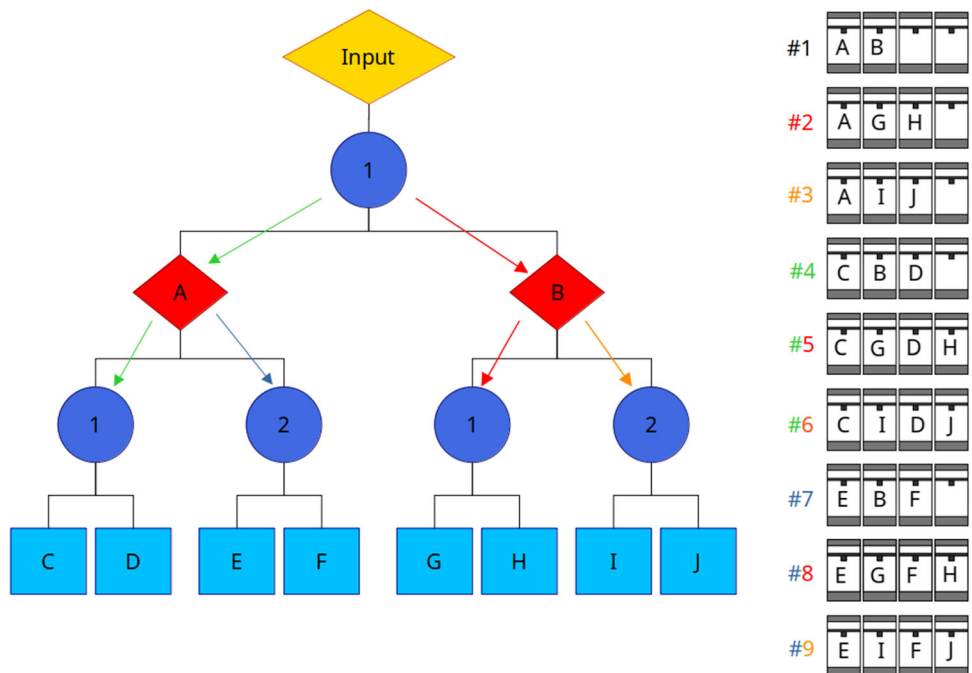 Input
1
A
B
1
2
1
2
C D E F G H I J
#1 A B
#2 A G H
#3 A I J
#4 C B D
#5 C G D H
#6 C I D J
#7 E B F
#8 E G F H
#9 E I F J